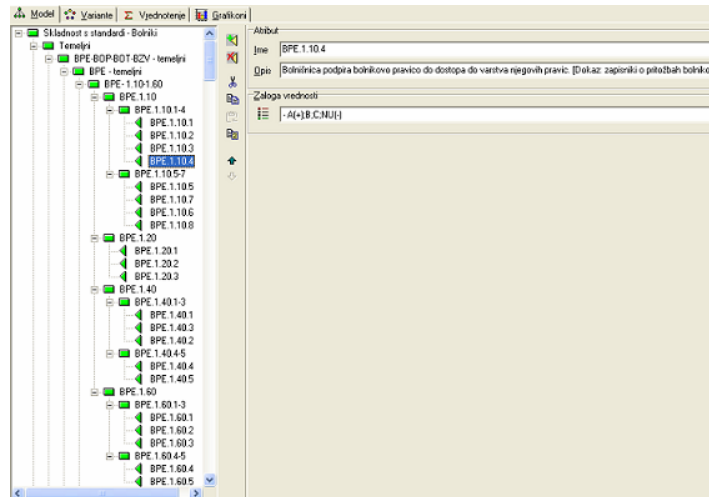 Model Variante Vrednotenje Grafikoni
Skladnost s standardi - Bolniki
Temeljni
BPE-BOP-BOT-BZV - temeljni
BPE - temeljni
BPE- 1.10-1.60
BPE.1.10
BPE.1.10.1-4
BPE.1.10.1
BPE.1.10.2
BPE.1.10.3
BPE.1.10.4
BPE.1.10.5-7
BPE.1.10.5
BPE.1.10.7
BPE.1.10.6
BPE.1.10.8
BPE.1.20
BPE.1.20.1
BPE.1.20.2
BPE.1.20.3
BPE.1.40
BPE.1.40.1-3
BPE.1.40.1
BPE.1.40.3
BPE.1.40.2
BPE.1.40.4-5
BPE.1.40.4
BPE.1.40.5
BPE.1.60
BPE.1.60.1-3
BPE.1.60.1
BPE.1.60.2
BPE.1.60.3
BPE.1.60.4-5
BPE.1.60.4
BPE.1.60.5
Atribut
Ime BPE.1.10.4
Opis Bolnišnica podpira bolnikovo pravico do dostopa do varstva njegovih pravic. [Dokaz: zapisniki o pritožbah bolniko
Zaloga vrednosti
- A(+);B;C;NU(-)